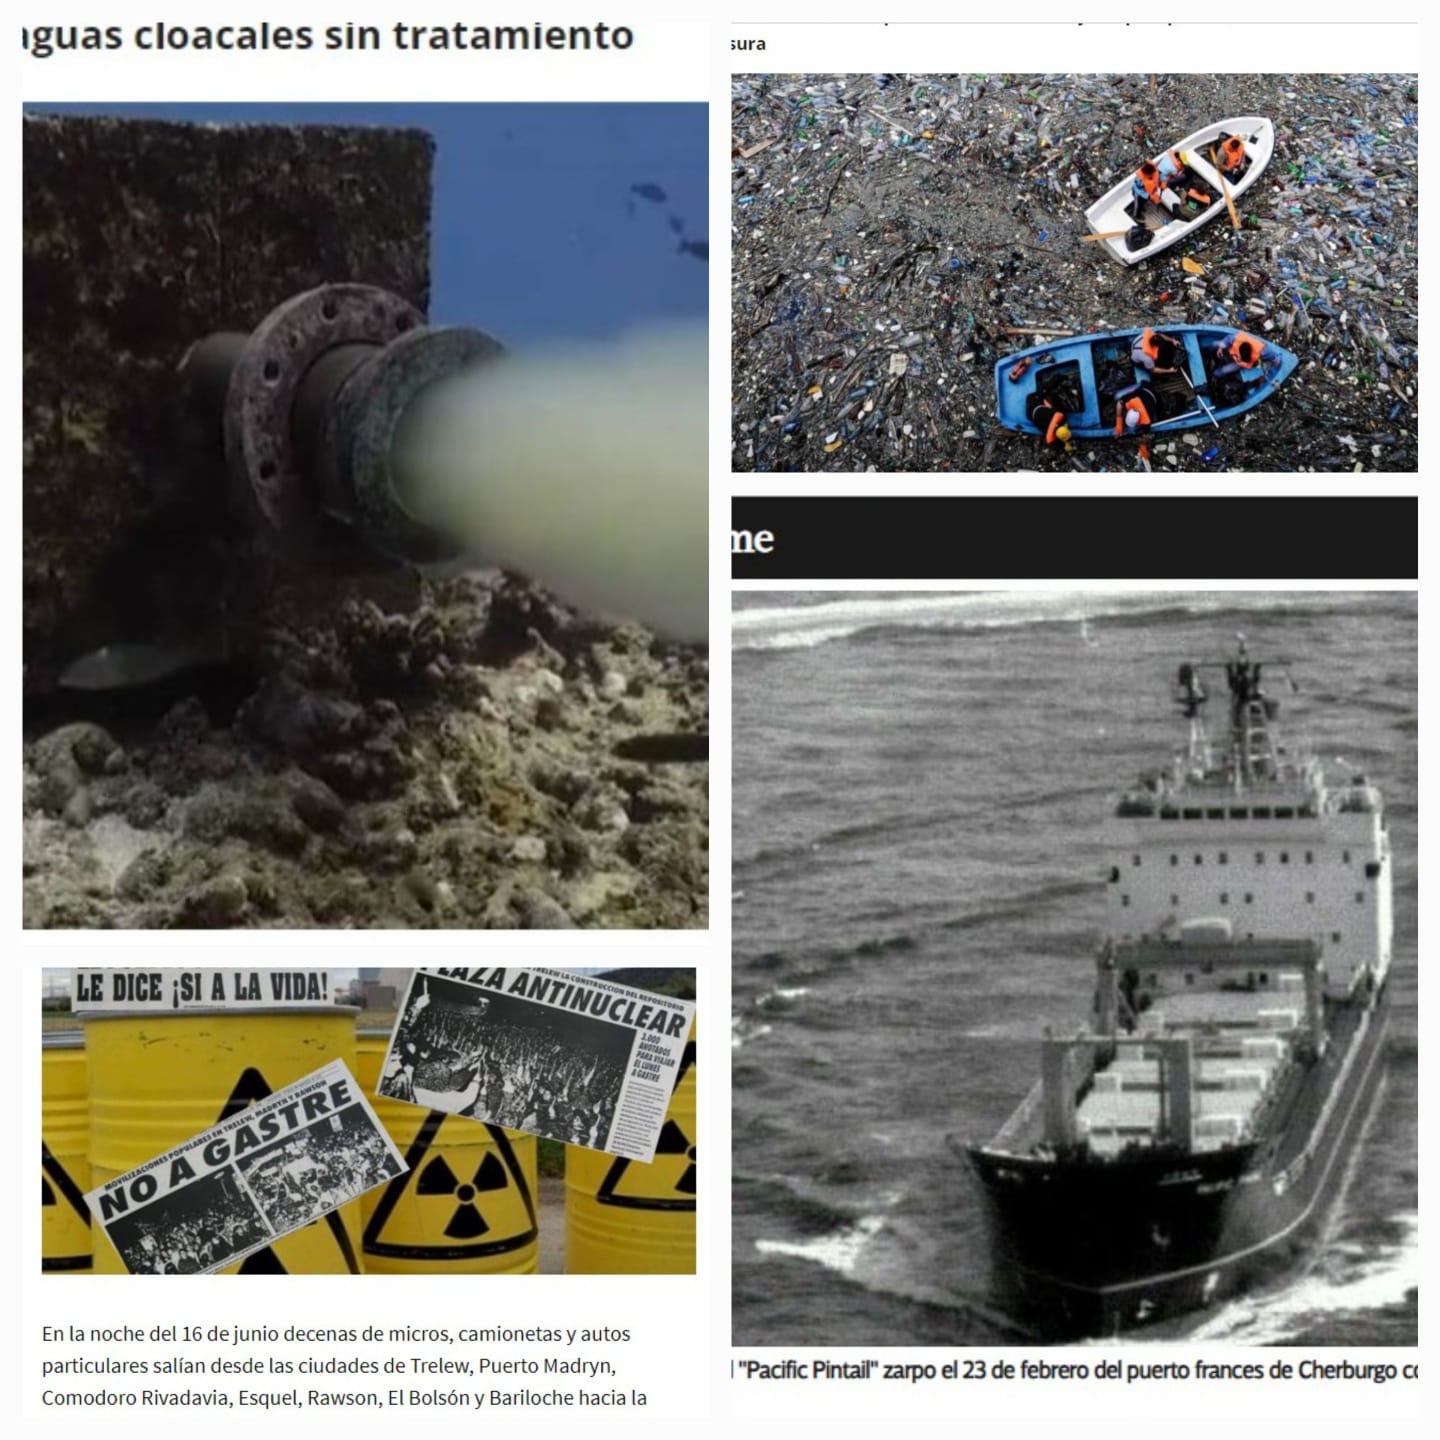 aguas cloacales sin tratamiento
sura
me
LE DICE ¡SI A LA VIDA!
TRELEW LA CONSTRUCCION DEL REPOSITORIO
PLAZA ANTINUCLEAR
3.000
ANOTADOS
PARA VIAJAR
EL LUNES
A GASTRE
MOVILIZACIONES POPULARES EN TRELEW, MADRYN Y RAWSON
NO A GASTRE
En la noche del 16 de junio decenas de micros, camionetas y autos
particulares salían desde las ciudades de Trelew, Puerto Madryn,
Comodoro Rivadavia, Esquel, Rawson, El Bolsón y Bariloche hacia la
"Pacific Pintail" zarpo el 23 de febrero del puerto frances de Cherburgo co